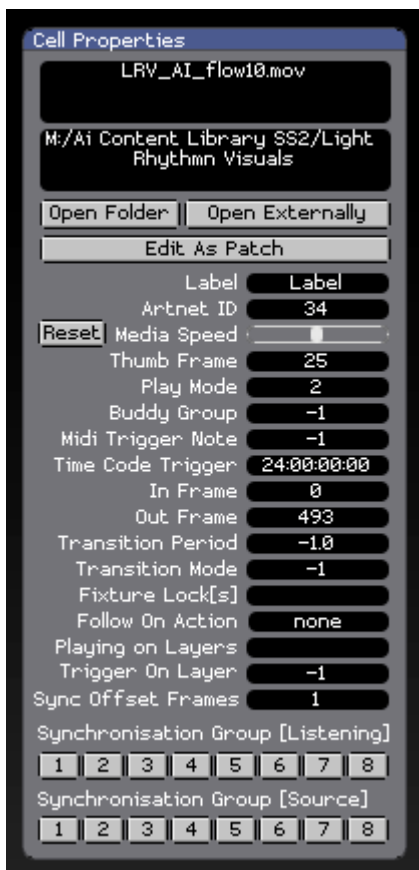 Cell Properties
LRV_AI_flow10.mov
M:/Ai Content Library SS2/Light
Rhythmn Visuals
Open Folder Open Externally
Edit As Patch
Label Label
Artnet ID 34
Reset Media Speed
Thumb Frame 25
Play Mode 2
Buddy Group -1
Midi Trigger Note -1
Time Code Trigger 24:00:00:00
In Frame 0
Out Frame 493
Transition Period -1.0
Transition Mode -1
Fixture Lock[s]
Follow On Action none
Playing on Layers
Trigger On Layer -1
Sync Offset Frames 1
Synchronisation Group [Listening]
1 2 3 4 5 6 7 8
Synchronisation Group [Source]
1 2 3 4 5 6 7 8